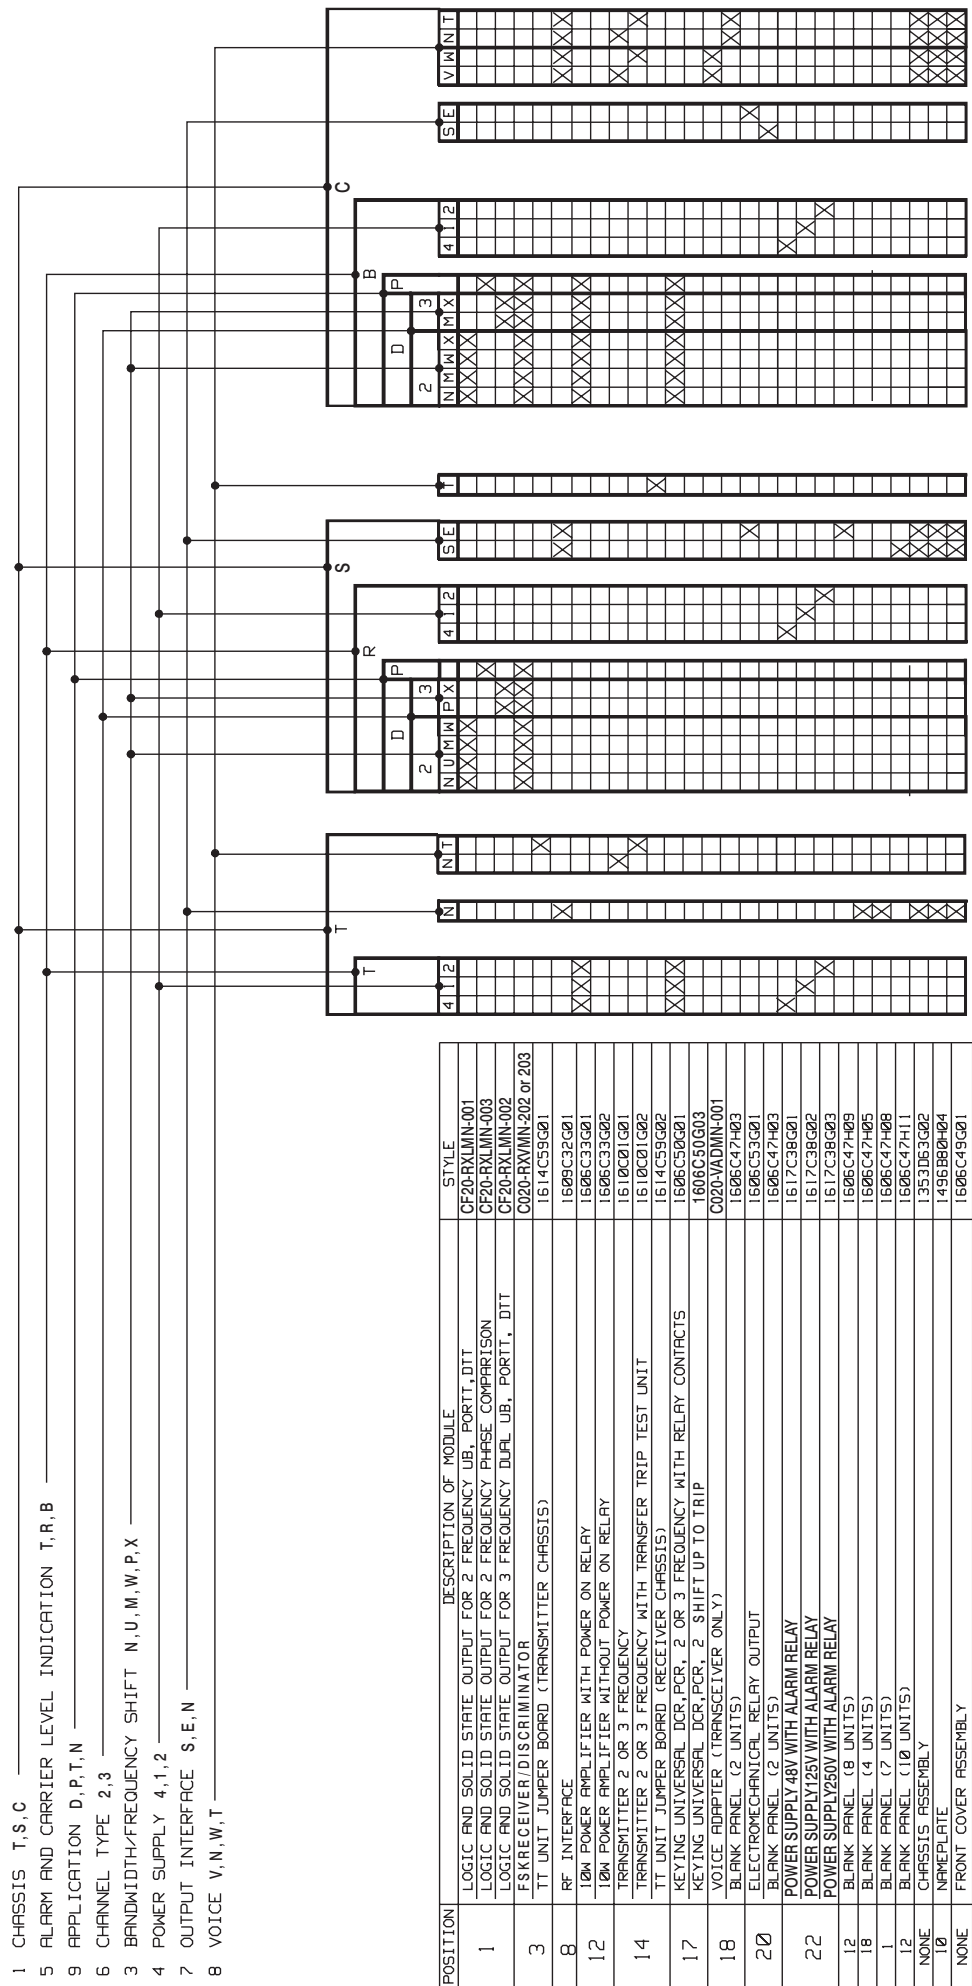 1 CHASSIS T,S,C
5 ALARM AND CARRIER LEVEL INDICATION T,R,B
9 APPLICATION D,P,T,N
6 CHANNEL TYPE 2,3
3 BANDWIDTH/FREQUENCY SHIFT N,U,M,W,P,X
4 POWER SUPPLY 4,1,2
7 OUTPUT INTERFACE S,E,N
8 VOICE V,N,W,T
POSITION DESCRIPTION OF MODULE STYLE
1 LOGIC AND SOLID STATE OUTPUT FOR 2 FREQUENCY UB, PORTT, DTT CF20-RXLMN-001
LOGIC AND SOLID STATE OUTPUT FOR 2 FREQUENCY PHASE COMPARISON CF20-RXLMN-003
LOGIC AND SOLID STATE OUTPUT FOR 3 FREQUENCY DUAL UB, PORTT, DTT CF20-RXLMN-002
3 FSK RECEIVER/DISCRIMINATOR C020-RXVMN-202 or 203
TT UNIT JUMPER BOARD (TRANSMITTER CHASSIS) 1614C59G01
8 RF INTERFACE 1609C32G01
12 10W POWER AMPLIFIER WITH POWER ON RELAY 1606C33G01
10W POWER AMPLIFIER WITHOUT POWER ON RELAY 1606C33G02
14 TRANSMITTER 2 OR 3 FREQUENCY 1610C01G01
TRANSMITTER 2 OR 3 FREQUENCY WITH TRANSFER TRIP TEST UNIT 1610C01G02
TT UNIT JUMPER BOARD (RECEIVER CHASSIS) 1614C59G02
17 KEYING UNIVERSAL DCR,PCR, 2 OR 3 FREQUENCY WITH RELAY CONTACTS 1606C50G01
KEYING UNIVERSAL DCR,PCR, 2 SHIFT UP TO TRIP 1606C50G03
18 VOICE ADAPTER (TRANSCEIVER ONLY) C020-VADMN-001
BLANK PANEL (2 UNITS) 1606C47H03
20 ELECTROMECHANICAL RELAY OUTPUT 1606C53G01
BLANK PANEL (2 UNITS) 1606C47H03
22 POWER SUPPLY 48V WITH ALARM RELAY 1617C38G01
POWER SUPPLY125V WITH ALARM RELAY 1617C38G02
POWER SUPPLY250V WITH ALARM RELAY 1617C38G03
12 BLANK PANEL (8 UNITS) 1606C47H09
18 BLANK PANEL (4 UNITS) 1606C47H05
1 BLANK PANEL (7 UNITS) 1606C47H08
12 BLANK PANEL (10 UNITS) 1606C47H11
NONE CHASSIS ASSEMBLY 1353D63G02
10 NAMEPLATE 1496B80H04
NONE FRONT COVER ASSEMBLY 1606C49G01
T
T
4 1 2
N
N T
S
R
D P
2 3
N U M W P X
4 1 2
S E
T
C
B
D P
2 3
N M W X M X
4 1 2
S E
V W N T